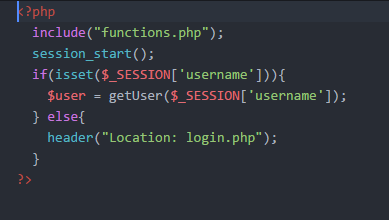 <?php
  include("functions.php");
  session_start();
  if(isset($_SESSION['username'])){
    $user = getUser($_SESSION['username']);
  } else{
    header("Location: login.php");
  }
?>